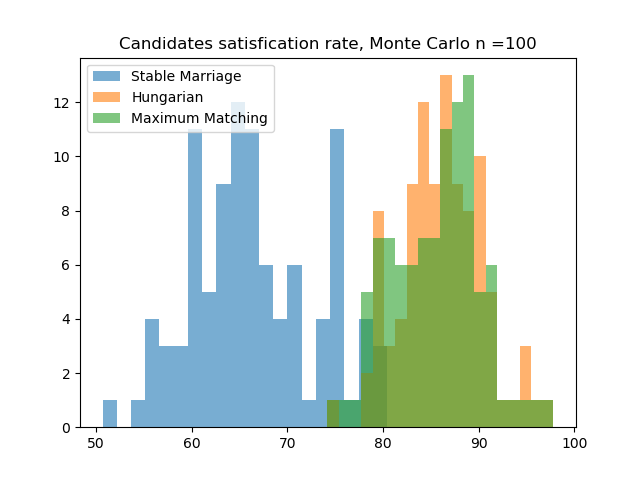 Candidates satisfication rate, Monte Carlo n =100
Stable Marriage
Hungarian
Maximum Matching
12
10
8
6
4
2
0
50 60 70 80 90 100